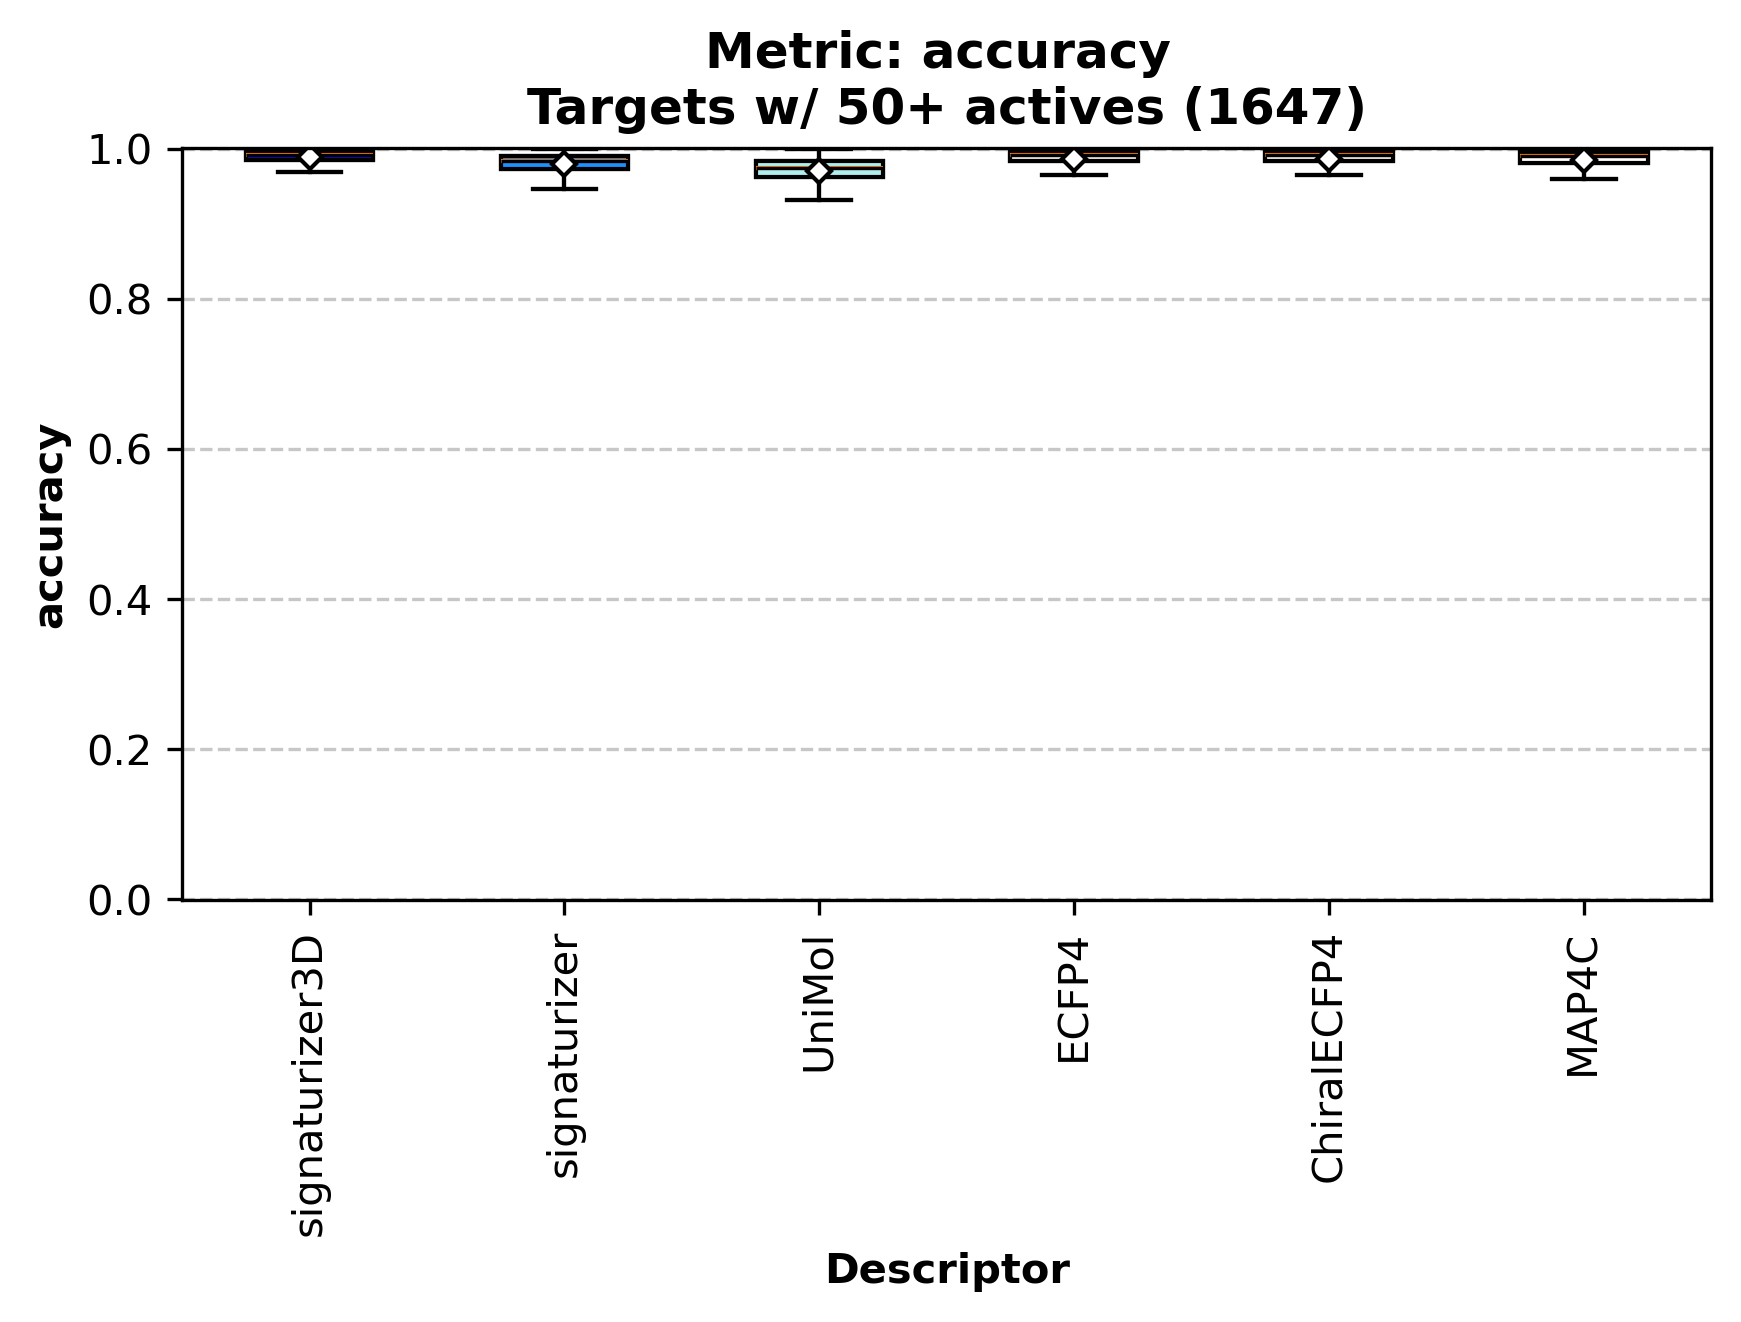 Metric: accuracy
Targets w/ 50+ actives (1647)
1.0
0.8
0.6
0.4
0.2
0.0
accuracy
signaturizer3D
signaturizer
UniMol
ECFP4
ChiralECFP4
MAP4C
Descriptor